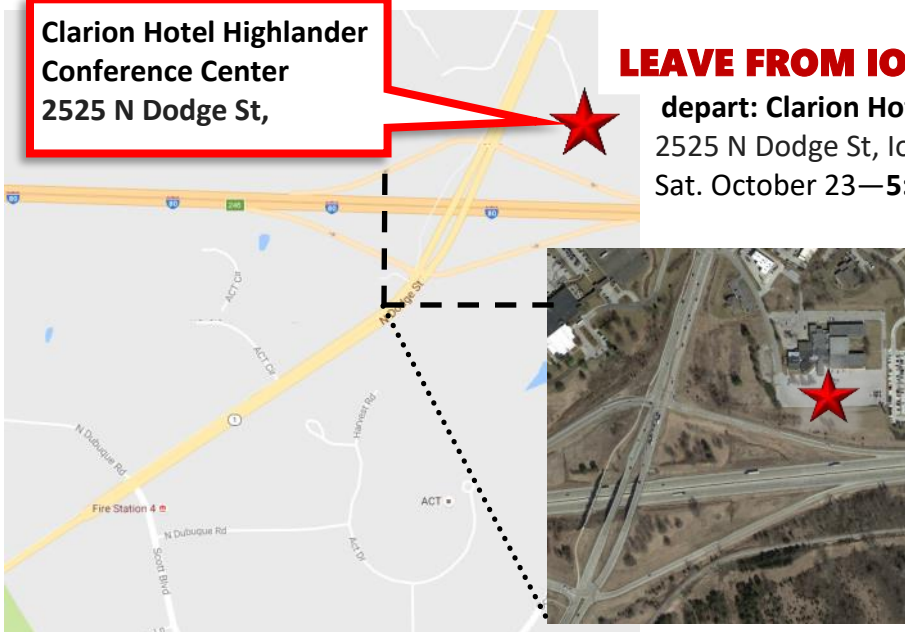 Clarion Hotel Highlander
Conference Center
2525 N Dodge St,
LEAVE FROM IO
depart: Clarion Ho
2525 N Dodge St, Io
Sat. October 23—5:
80
80
246
80
80
N Dodge St
ACT Cir
ACT Cir
1
Harvest Rd
N Dubuque Rd
Fire Station 4
ACT
N Dubuque Rd
Act Dr
Scott Blvd